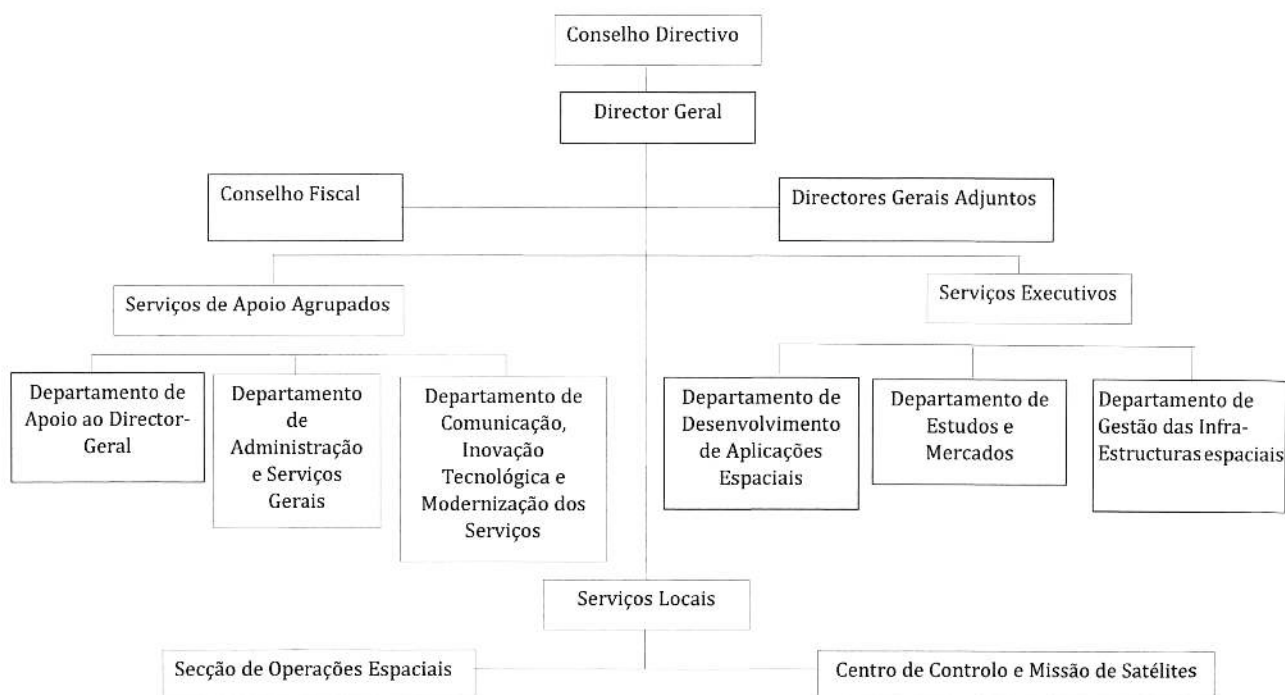 Conselho Directivo
Director Geral
Conselho Fiscal
Directores Gerais Adjuntos
Serviços de Apoio Agrupados
Serviços Executivos
Departamento de
Apoio ao Director-
Geral
Departamento
de
Administração
e Serviços
Gerais
Departamento de
Comunicação,
Inovação
Tecnológica e
Modernização dos
Serviços
Departamento de
Desenvolvimento
de Aplicações
Espaciais
Departamento de
Estudos e
Mercados
Departamento de
Gestão das Infra-
Estructuras espaciais
Serviços Locais
Secção de Operações Espaciais
Centro de Controlo e Missão de Satélites